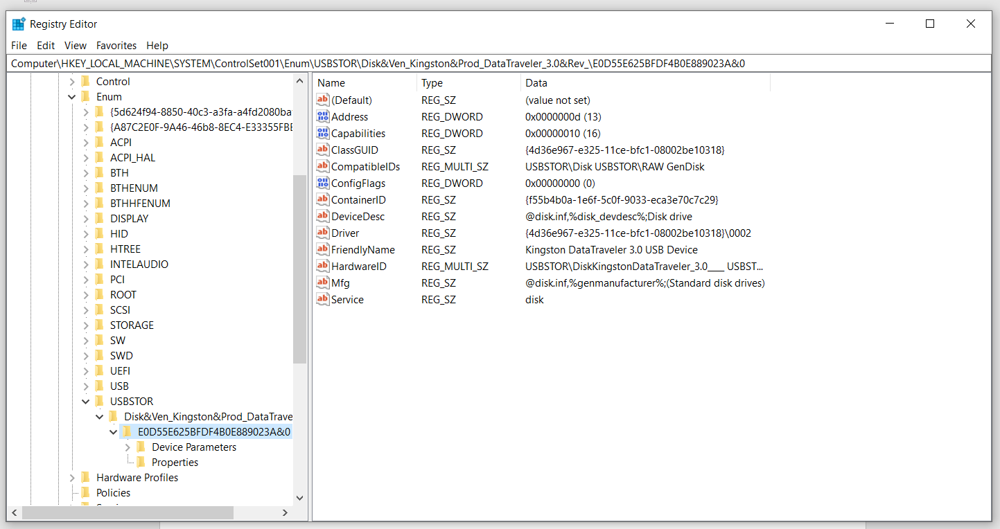 Registry Editor
File Edit View Favorites Help
Computer\HKEY_LOCAL_MACHINE\SYSTEM\ControlSet001\Enum\USBSTOR\Disk&Ven_Kingston&Prod_DataTraveler_3.0&Rev_\E0D55E625BFDF4B0E889023A&0
Control
Enum
{5d624f94-8850-40c3-a3fa-a4fd2080baf
{A87C2E0F-9A46-46b8-8EC4-E33355FBE
ACPI
ACPI_HAL
BTH
BTHENUM
BTHHFENUM
DISPLAY
HID
HTREE
INTELAUDIO
PCI
ROOT
SCSI
STORAGE
SW
SWD
UEFI
USB
USBSTOR
Disk&Ven_Kingston&Prod_DataTrave
E0D55E625BFDF4B0E889023A&0
Device Parameters
Properties
Hardware Profiles
Policies
Name Type Data
(Default) REG_SZ (value not set)
Address REG_DWORD 0x0000000d (13)
Capabilities REG_DWORD 0x00000010 (16)
ClassGUID REG_SZ {4d36e967-e325-11ce-bfc1-08002be10318}
CompatibleIDs REG_MULTI_SZ USBSTOR\Disk USBSTOR\RAW GenDisk
ConfigFlags REG_DWORD 0x00000000 (0)
ContainerID REG_SZ {f55b4b0a-1e6f-5c0f-9033-eca3e70c7c29}
DeviceDesc REG_SZ @disk.inf,%disk_devdesc%;Disk drive
Driver REG_SZ {4d36e967-e325-11ce-bfc1-08002be10318}\0002
FriendlyName REG_SZ Kingston DataTraveler 3.0 USB Device
HardwareID REG_MULTI_SZ USBSTOR\DiskKingstonDataTraveler_3.0____ USBST...
Mfg REG_SZ @disk.inf,%genmanufacturer%;(Standard disk drives)
Service REG_SZ disk